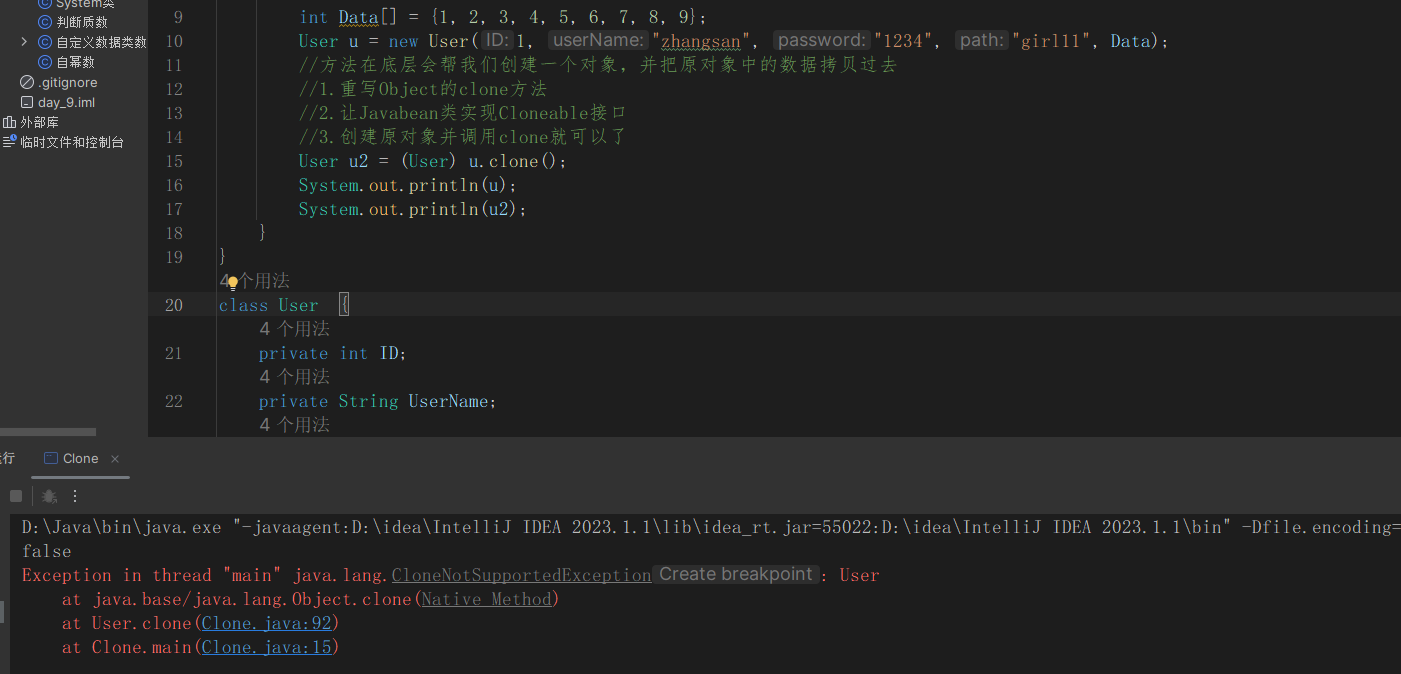 System类
判断质数
自定义数据类数
自幂数
.gitignore
day_9.iml
外部库
临时文件和控制台
9 int Data[] = {1, 2, 3, 4, 5, 6, 7, 8, 9};
10 User u = new User( ID: 1, userName: "zhangsan", password: "1234", path: "girl11", Data);
11 //方法在底层会帮我们创建一个对象，并把原对象中的数据拷贝过去
12 //1.重写Object的clone方法
13 //2.让Javabean类实现Cloneable接口
14 //3.创建原对象并调用clone就可以了
15 User u2 = (User) u.clone();
16 System.out.println(u);
17 System.out.println(u2);
18 }
19 }
4个用法
20 class User {
4 个用法
21 private int ID;
4 个用法
22 private String UserName;
4 个用法
行 Clone ×
D:\Java\bin\java.exe "-javaagent:D:\idea\IntelliJ IDEA 2023.1.1\lib\idea_rt.jar=55022:D:\idea\IntelliJ IDEA 2023.1.1\bin" -Dfile.encoding=
false
Exception in thread "main" java.lang.CloneNotSupportedException Create breakpoint : User
at java.base/java.lang.Object.clone(Native Method)
at User.clone(Clone.java:92)
at Clone.main(Clone.java:15)